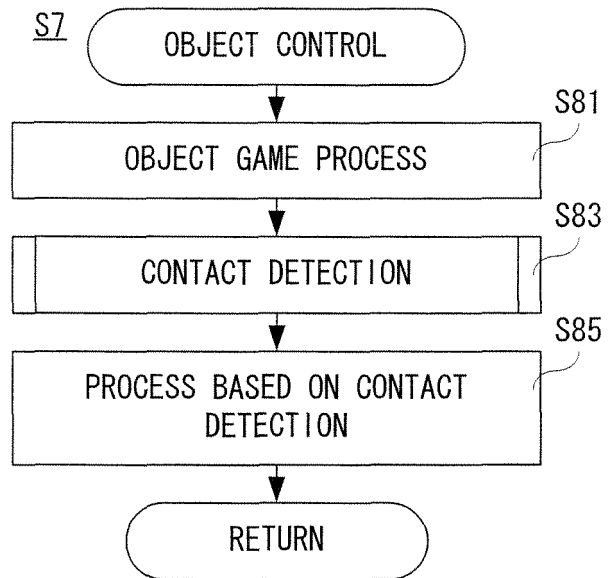 S7
OBJECT CONTROL
S81
OBJECT GAME PROCESS
S83
CONTACT DETECTION
S85
PROCESS BASED ON CONTACT
DETECTION
RETURN